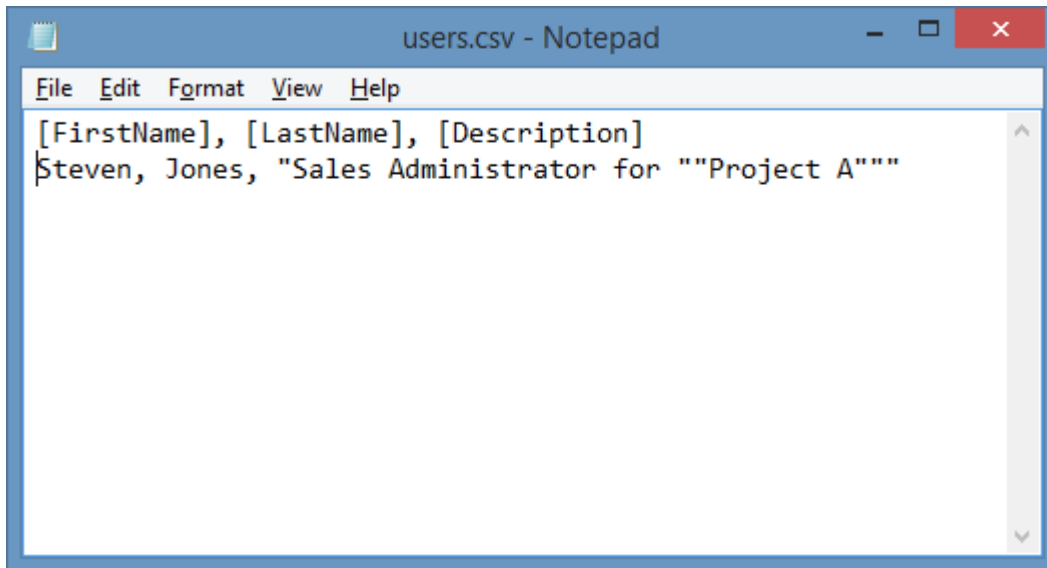 users.csv - Notepad
File Edit Format View Help
[FirstName], [LastName], [Description]
Steven, Jones, "Sales Administrator for ""Project A"""